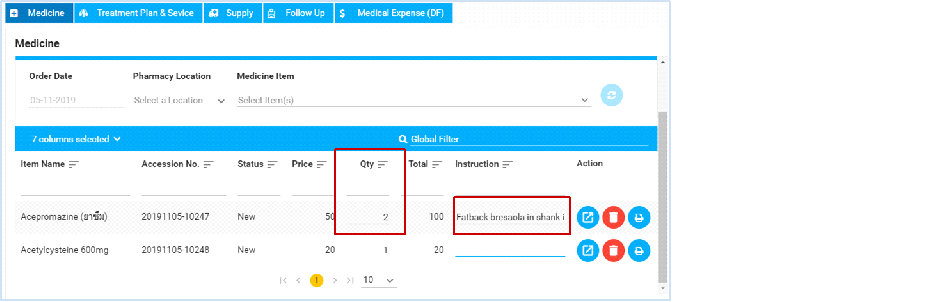 Medicine Treatment Plan & Sevice Supply Follow Up $ Medical Expense (DF)
Medicine
Order Date Pharmacy Location Medicine Item
05-11-2019 Select a Location Select Item(s)
7 columns selected Global Filter
Item Name Accession No. Status Price Qty Total Instruction Action
Acepromazine (ยาซึม) 20191105-10247 New 50 2 100 Fatback bresaola in shank i
Acetylcysteine 600mg 20191105-10248 New 20 1 20
1 10